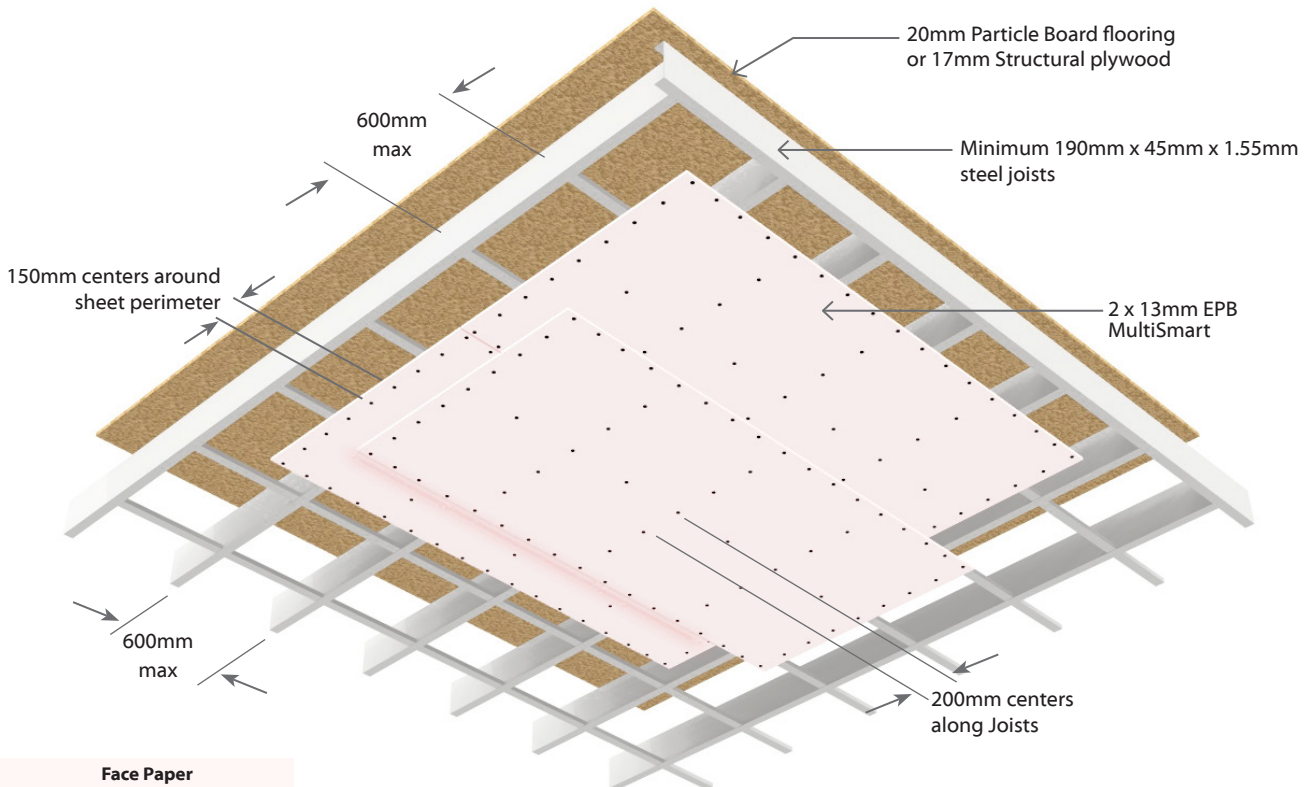 20mm Particle Board flooring
or 17mm Structural plywood
600mm
max
Minimum 190mm x 45mm x 1.55mm
steel joists
150mm centers around
sheet perimeter
2 x 13mm EPB
MultiSmart
600mm
max
200mm centers
along Joists
Face Paper